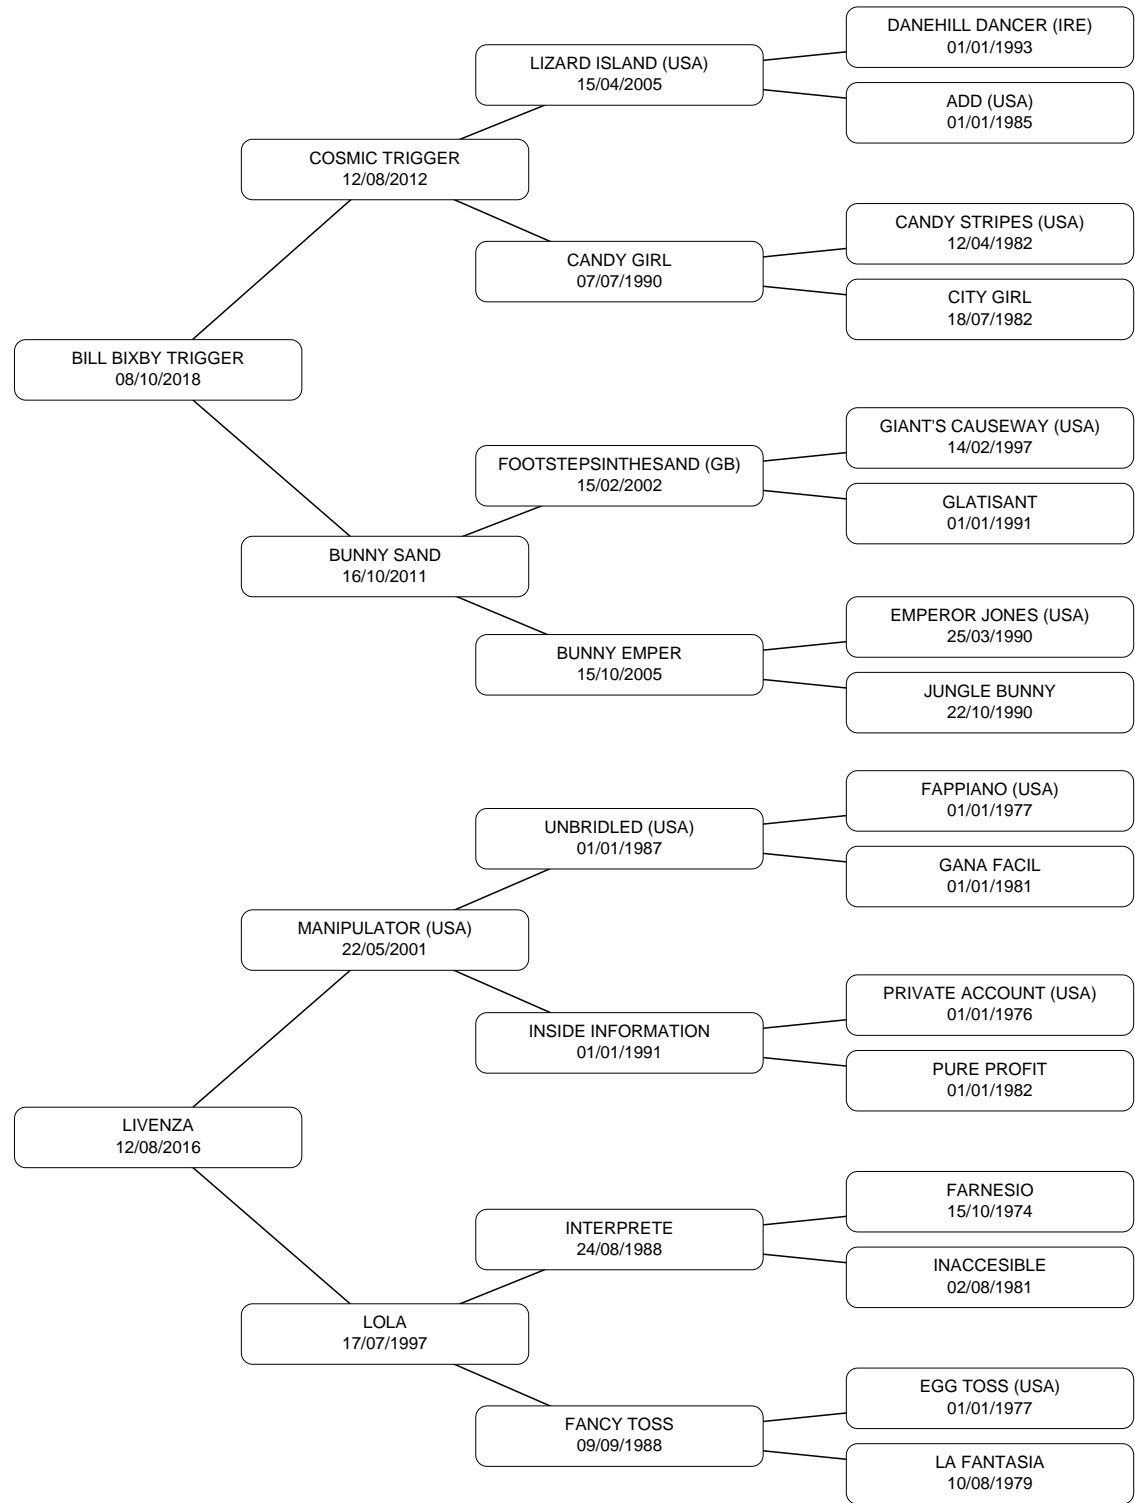 DANEHILL DANCER (IRE)
01/01/1993
LIZARD ISLAND (USA)
15/04/2005
ADD (USA)
01/01/1985
COSMIC TRIGGER
12/08/2012
CANDY STRIPES (USA)
12/04/1982
CANDY GIRL
07/07/1990
CITY GIRL
18/07/1982
BILL BIXBY TRIGGER
08/10/2018
GIANT'S CAUSEWAY (USA)
14/02/1997
FOOTSTEPSINTHESAND (GB)
15/02/2002
GLATISANT
01/01/1991
BUNNY SAND
16/10/2011
EMPEROR JONES (USA)
25/03/1990
BUNNY EMPER
15/10/2005
JUNGLE BUNNY
22/10/1990
FAPPIANO (USA)
01/01/1977
UNBRIDLED (USA)
01/01/1987
GANA FACIL
01/01/1981
MANIPULATOR (USA)
22/05/2001
PRIVATE ACCOUNT (USA)
01/01/1976
INSIDE INFORMATION
01/01/1991
PURE PROFIT
01/01/1982
LIVENZA
12/08/2016
FARNESIO
15/10/1974
INTERPRETE
24/08/1988
INACCESIBLE
02/08/1981
LOLA
17/07/1997
EGG TOSS (USA)
01/01/1977
FANCY TOSS
09/09/1988
LA FANTASIA
10/08/1979